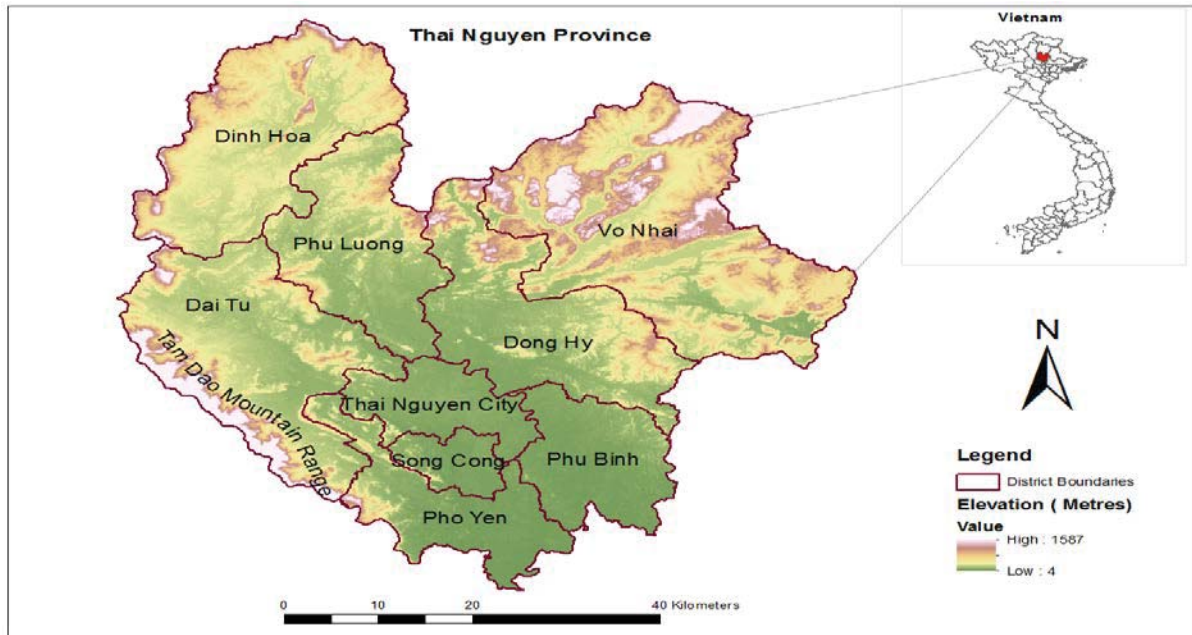 Thai Nguyen Province
Vietnam
Dinh Hoa
Phu Luong
Vo Nhai
Dai Tu
Dong Hy
Tam Dao Mountain Range
Thai Nguyen City
Song Cong
Phu Binh
Pho Yen
N
Legend
District Boundaries
Elevation ( Metres)
Value
High : 1587
Low : 4
0 10 20 40 Kilometers